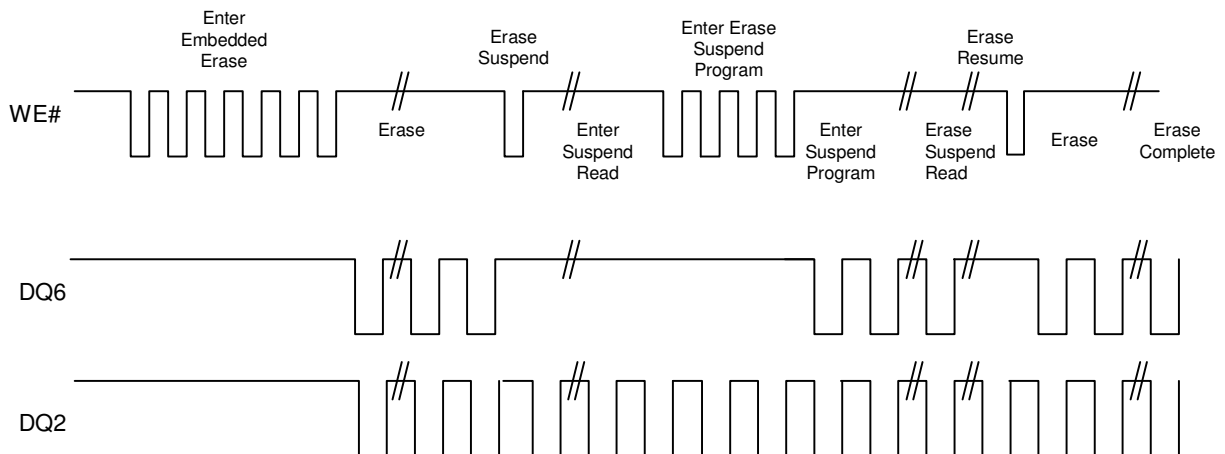 Enter
Embedded
Erase
Erase
Suspend
Enter Erase
Suspend
Program
Erase
Resume
WE#
Erase
Enter
Suspend
Read
Enter
Suspend
Program
Erase
Suspend
Read
Erase
Erase
Complete
DQ6
DQ2